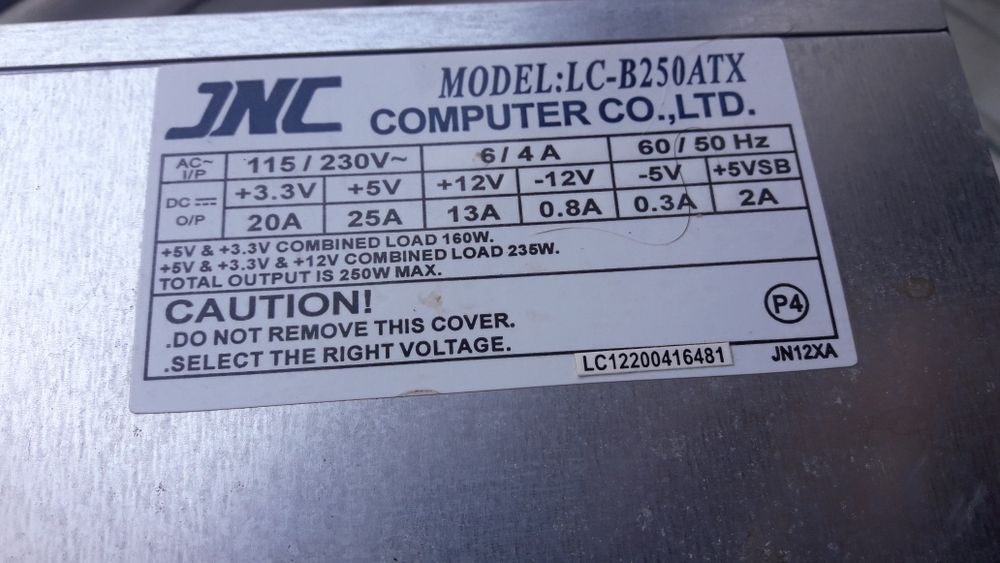 JNC MODEL:LC-B250ATX
COMPUTER CO.,LTD.
AC~ I/P 115 / 230V~ 6 / 4 A 60 / 50 Hz
DC O/P +3.3V +5V +12V -12V -5V +5VSB
20A 25A 13A 0.8A 0.3A 2A
+5V & +3.3V COMBINED LOAD 160W.
+5V & +3.3V & +12V COMBINED LOAD 235W.
TOTAL OUTPUT IS 250W MAX.
CAUTION!
.DO NOT REMOVE THIS COVER.
.SELECT THE RIGHT VOLTAGE.
P4
LC12200416481
JN12XA